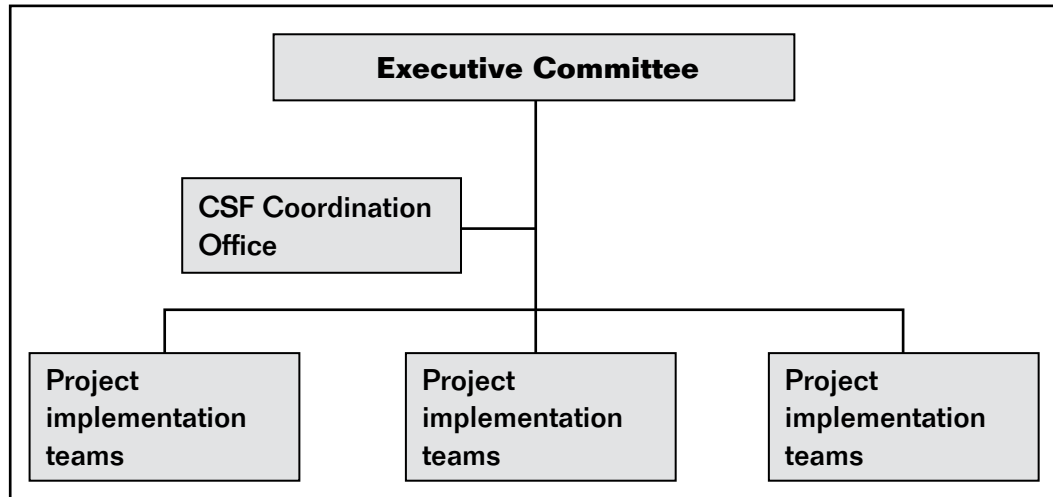 Executive Committee
CSF Coordination
Office
Project
implementation
teams
Project
implementation
teams
Project
implementation
teams